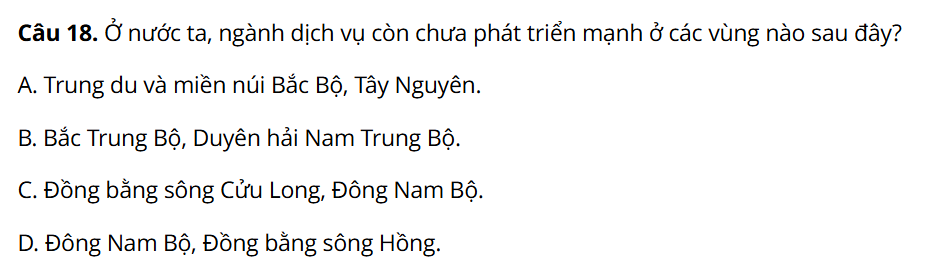 Câu 18. Ở nước ta, ngành dịch vụ còn chưa phát triển mạnh ở các vùng nào sau đây?
A. Trung du và miền núi Bắc Bộ, Tây Nguyên.
B. Bắc Trung Bộ, Duyên hải Nam Trung Bộ.
C. Đồng bằng sông Cửu Long, Đông Nam Bộ.
D. Đông Nam Bộ, Đồng bằng sông Hồng.